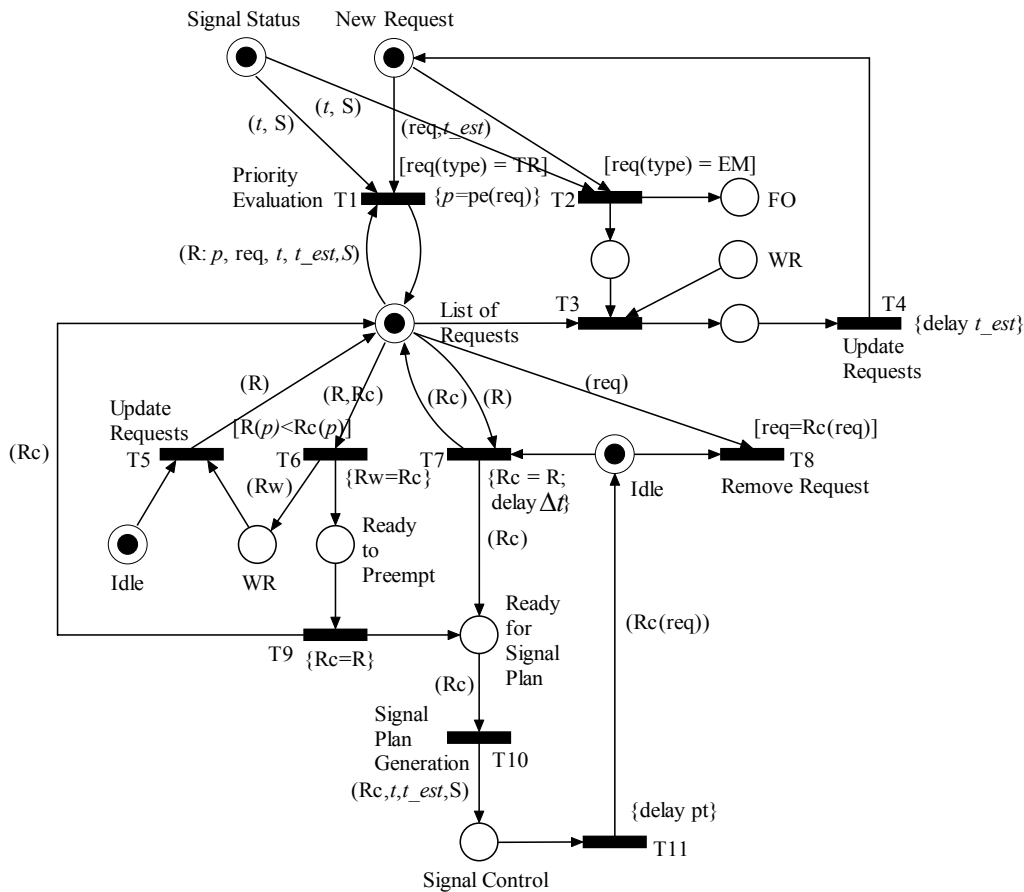 Signal Status
New Request
(t, S)
(t, S)
(req,t_est)
[req(type) = TR]
[req(type) = EM]
Priority
Evaluation
T1
{p=pe(req)}
T2
FO
(R: p, req, t, t_est,S)
WR
T3
T4
List of
Requests
{delay t_est}
Update
Requests
(R)
(R,Rc)
(Rc)
(R)
(req)
Update
Requests
[R(p)<Rc(p)]
[req=Rc(req)]
(Rc)
T5
T6
T7
T8
(Rw)
{Rw=Rc}
{Rc = R;
delay Δt}
Idle
Remove Request
Ready
to
Preempt
(Rc)
Idle
WR
Ready
for
Signal
Plan
(Rc(req))
T9
{Rc=R}
(Rc)
Signal
Plan
Generation
T10
(Rc,t,t_est,S)
{delay pt}
T11
Signal Control